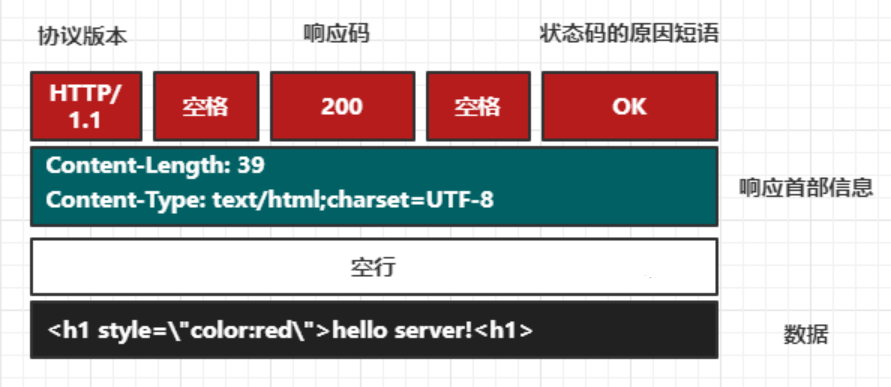 协议版本 响应码 状态码的原因短语
HTTP/
1.1 空格 200 空格 OK
Content-Length: 39
Content-Type: text/html;charset=UTF-8
响应首部信息
空行
<h1 style=\"color:red\">hello server!<h1>
数据